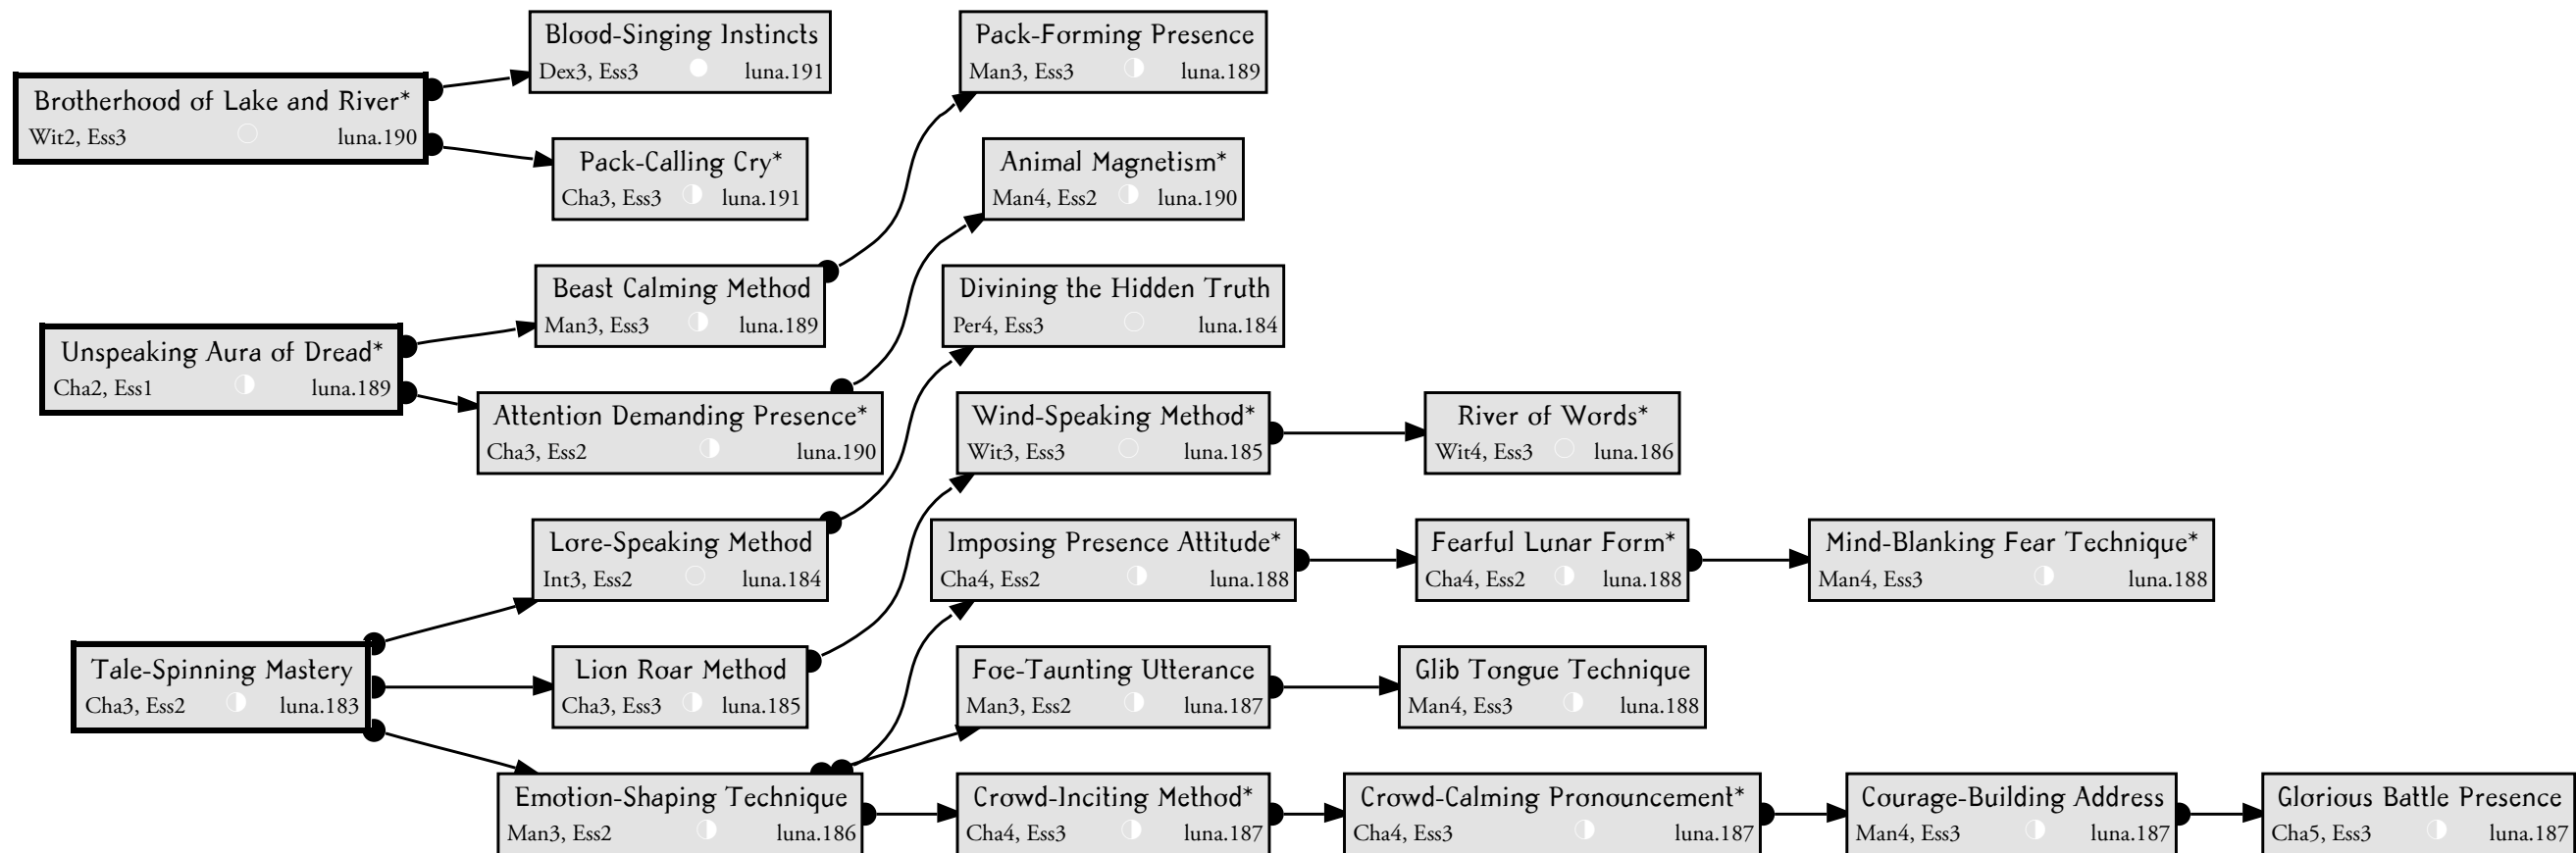 Blood-Singing Instincts
Dex3, Ess3 luna.191
Pack-Forming Presence
Man3, Ess3 luna.189
Brotherhood of Lake and River*
Wit2, Ess3 luna.190
Pack-Calling Cry*
Cha3, Ess3 luna.191
Animal Magnetism*
Man4, Ess2 luna.190
Beast Calming Method
Man3, Ess3 luna.189
Divining the Hidden Truth
Per4, Ess3 luna.184
Unspeaking Aura of Dread*
Cha2, Ess1 luna.189
Attention Demanding Presence*
Cha3, Ess2 luna.190
Wind-Speaking Method*
Wit3, Ess3 luna.185
River of Words*
Wit4, Ess3 luna.186
Lore-Speaking Method
Int3, Ess2 luna.184
Imposing Presence Attitude*
Cha4, Ess2 luna.188
Fearful Lunar Form*
Cha4, Ess2 luna.188
Mind-Blanking Fear Technique*
Man4, Ess3 luna.188
Tale-Spinning Mastery
Cha3, Ess2 luna.183
Lion Roar Method
Cha3, Ess3 luna.185
Foe-Taunting Utterance
Man3, Ess2 luna.187
Glib Tongue Technique
Man4, Ess3 luna.188
Emotion-Shaping Technique
Man3, Ess2 luna.186
Crowd-Inciting Method*
Cha4, Ess3 luna.187
Crowd-Calming Pronouncement*
Cha4, Ess3 luna.187
Courage-Building Address
Man4, Ess3 luna.187
Glorious Battle Presence
Cha5, Ess3 luna.187